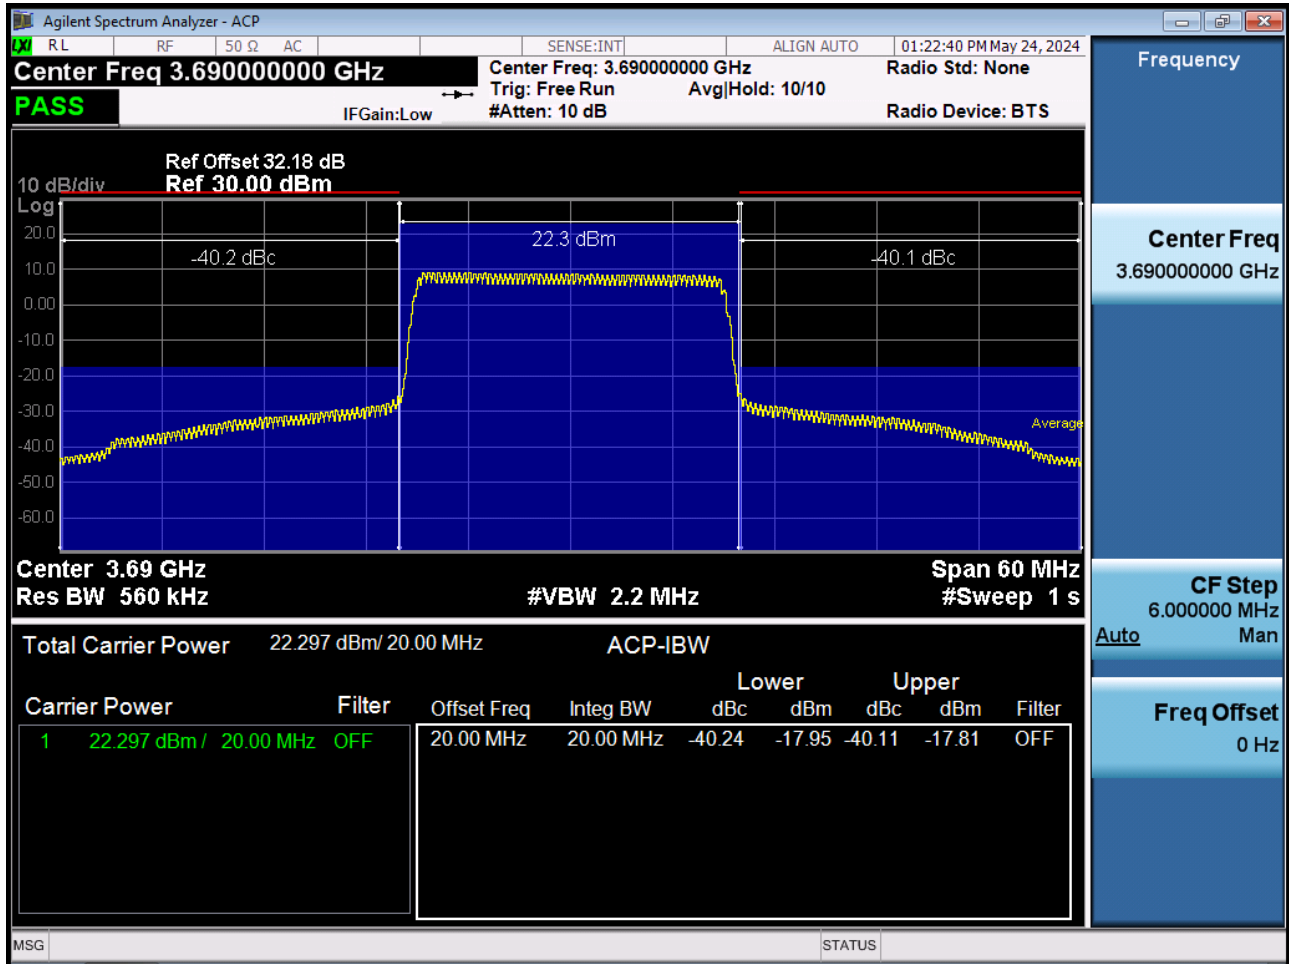 Agilent Spectrum Analyzer - ACP
LXI RL RF 50 Ω AC SENSE:INT ALIGN AUTO 01:22:40 PM May 24, 2024
Center Freq 3.690000000 GHz
Center Freq: 3.690000000 GHz
Radio Std: None
Trig: Free Run Avg|Hold: 10/10
PASS
IFGain:Low
#Atten: 10 dB
Radio Device: BTS
Ref Offset 32.18 dB
10 dB/div Ref 30.00 dBm
Log
20.0
10.0
0.00
-10.0
-20.0
-30.0
-40.0
-50.0
-60.0
-40.2 dBc
22.3 dBm
-40.1 dBc
Average
Center 3.69 GHz
Span 60 MHz
Res BW 560 kHz
#VBW 2.2 MHz
#Sweep 1 s
Total Carrier Power 22.297 dBm/ 20.00 MHz ACP-IBW
Lower Upper
Carrier Power Filter Offset Freq Integ BW dBc dBm dBc dBm Filter
1 22.297 dBm / 20.00 MHz OFF 20.00 MHz 20.00 MHz -40.24 -17.95 -40.11 -17.81 OFF
MSG
STATUS
Frequency
Center Freq
3.690000000 GHz
CF Step
6.000000 MHz
Auto Man
Freq Offset
0 Hz